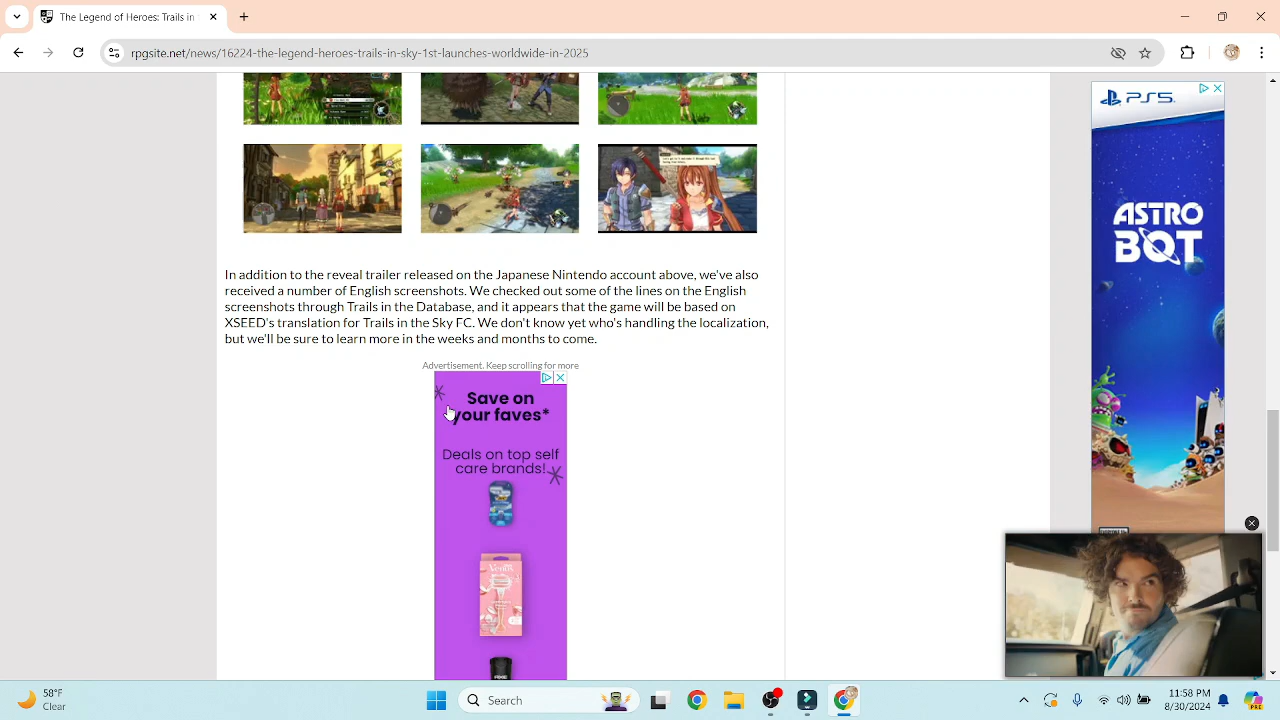 The Legend of Heroes: Trails in
rpgsite.net/news/16224-the-legend-heroes-trails-in-sky-1st-launches-worldwide-in-2025
PS5
ASTRO
BOT
In addition to the reveal trailer released on the Japanese Nintendo account above, we've also
received a number of English screenshots. We checked out some of the lines on the English
screenshots through Trails in the Database, and it appears that the game will be based on
XSEED's translation for Trails in the Sky FC. We don't know yet who's handling the localization,
but we'll be sure to learn more in the weeks and months to come.
Advertisement. Keep scrolling for more
Save on
your faves*
Deals on top self
care brands!
Venus
AXE
58°F
Clear
Search
11:58 PM
8/30/2024
PRE